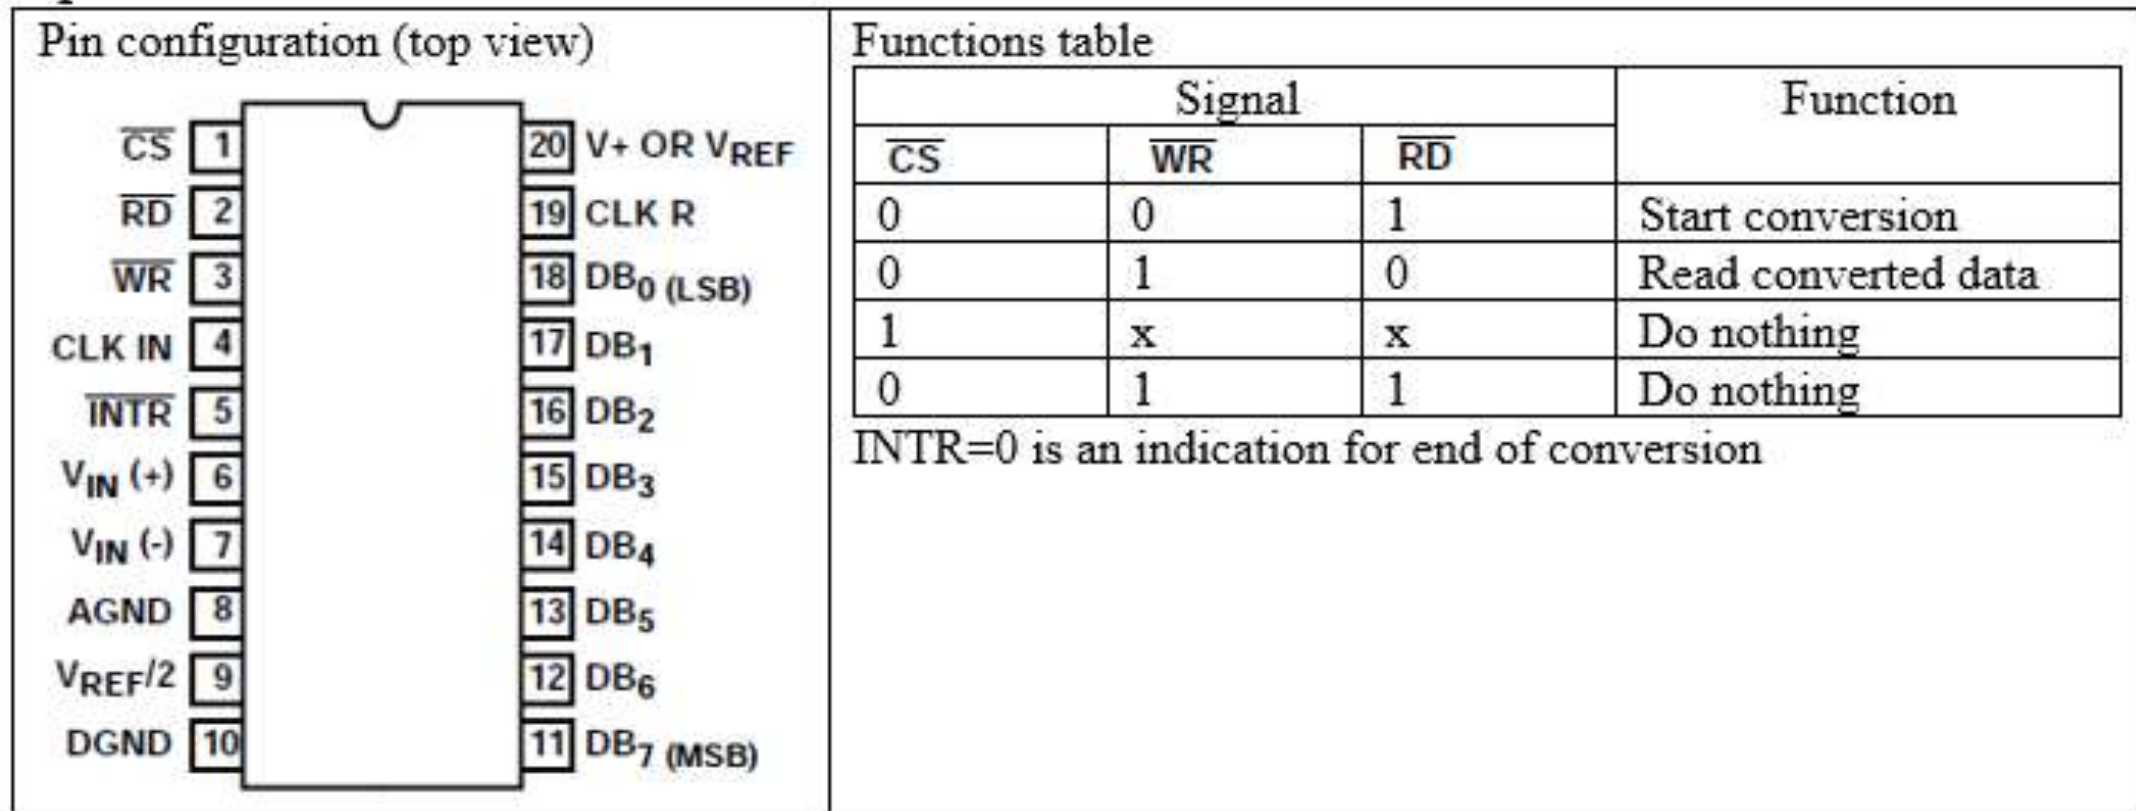 Pin configuration (top view)
CS 1
RD 2
WR 3
CLK IN 4
INTR 5
VIN (+) 6
VIN (-) 7
AGND 8
VREF/2 9
DGND 10
20 V+ OR VREF
19 CLK R
18 DB0 (LSB)
17 DB1
16 DB2
15 DB3
14 DB4
13 DB5
12 DB6
11 DB7 (MSB)
Functions table
Signal Function
CS WR RD
0 0 1 Start conversion
0 1 0 Read converted data
1 x x Do nothing
0 1 1 Do nothing
INTR=0 is an indication for end of conversion